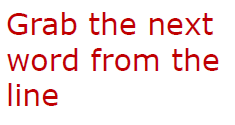 Grab the next
word from the
line